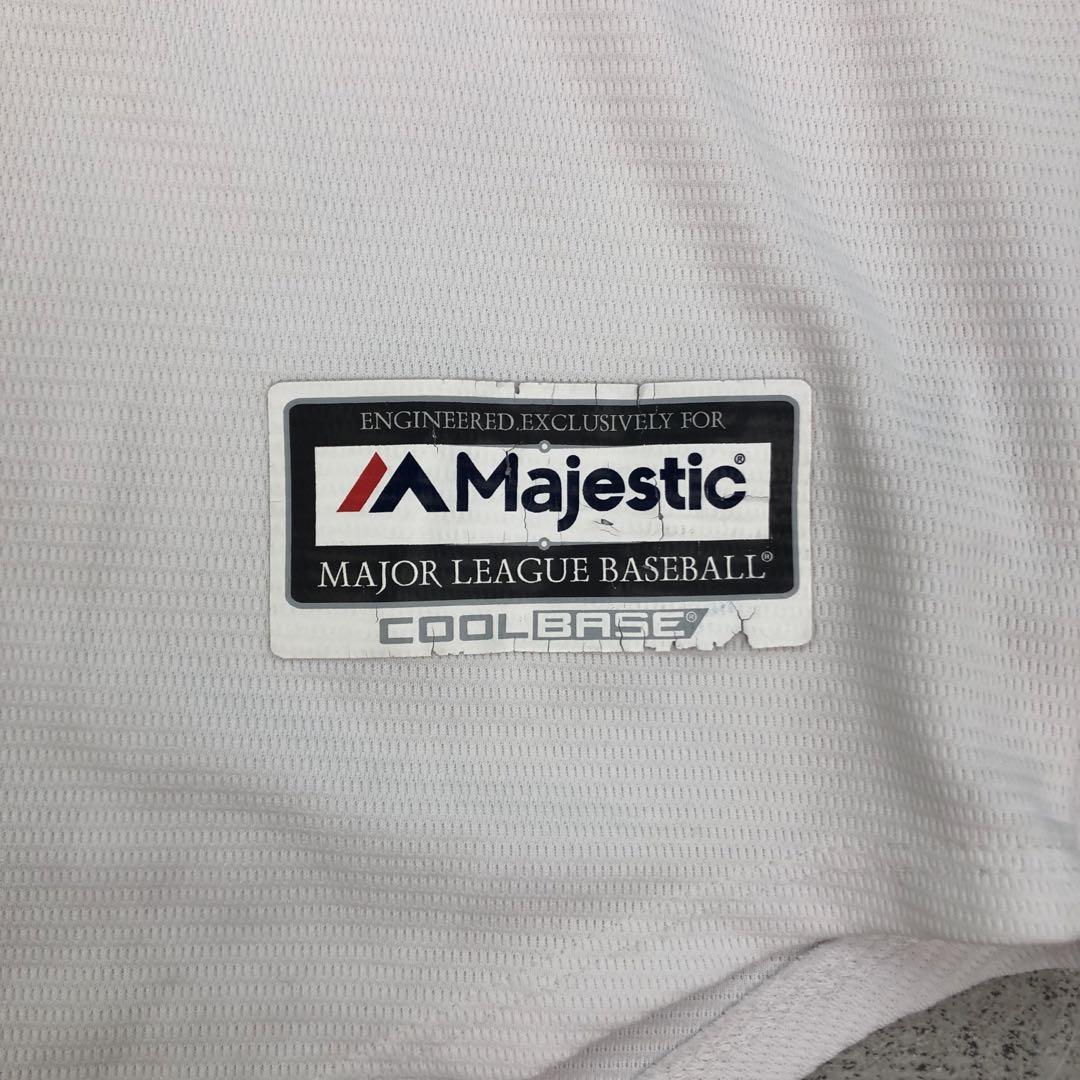 ENGINEERED EXCLUSIVELY FOR
Majestic®
MAJOR LEAGUE BASEBALL®
COOLBASE®